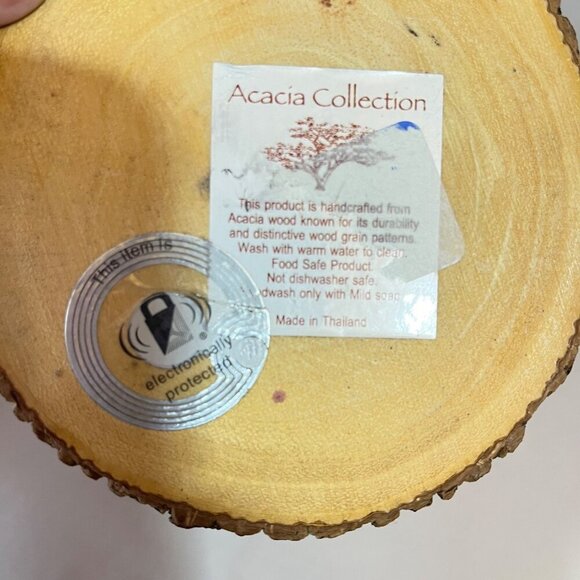 Acacia Collection
This product is handcrafted from
Acacia wood known for its durability
and distinctive wood grain patterns.
Wash with warm water to clean.
Food Safe Product.
Not dishwasher safe.
only with Mild soap
Made in Thailand
This Item Is
®
electronically
protected